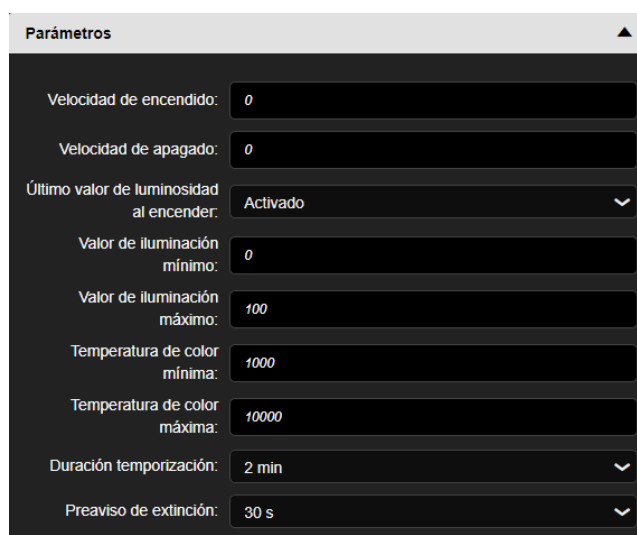 Parámetros
Velocidad de encendido: 0
Velocidad de apagado: 0
Último valor de luminosidad
al encender: Activado
Valor de iluminación
mínimo: 0
Valor de iluminación
máximo: 100
Temperatura de color
mínima: 1000
Temperatura de color
máxima: 10000
Duración temporización: 2 min
Preaviso de extinción: 30 s